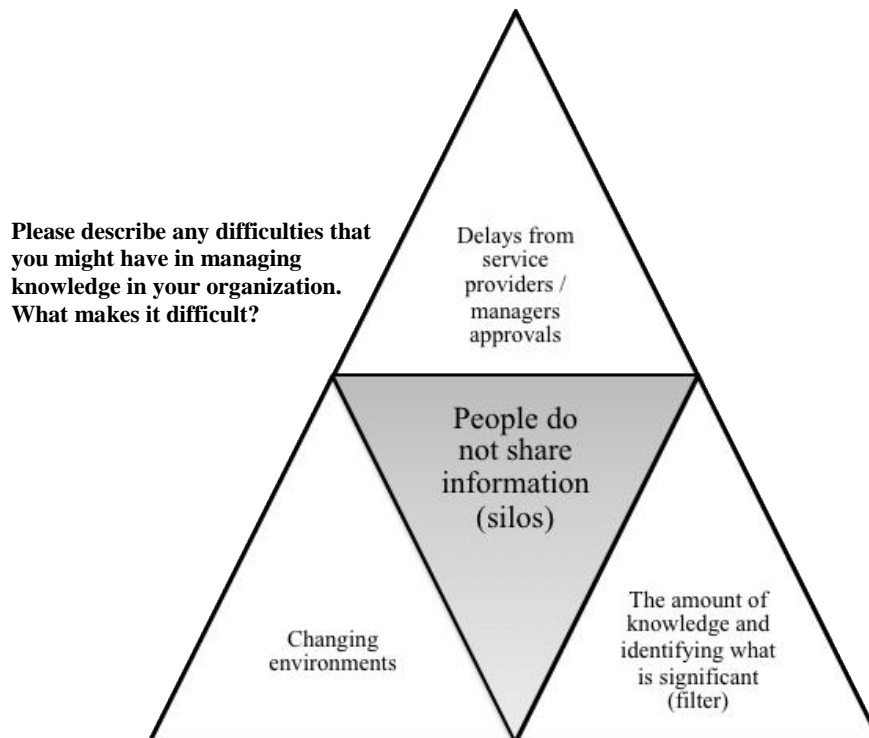 Please describe any difficulties that
you might have in managing
knowledge in your organization.
What makes it difficult?
Delays from
service
providers /
managers
approvals
People do
not share
information
(silos)
Changing
environments
The amount of
knowledge and
identifying what
is significant
(filter)